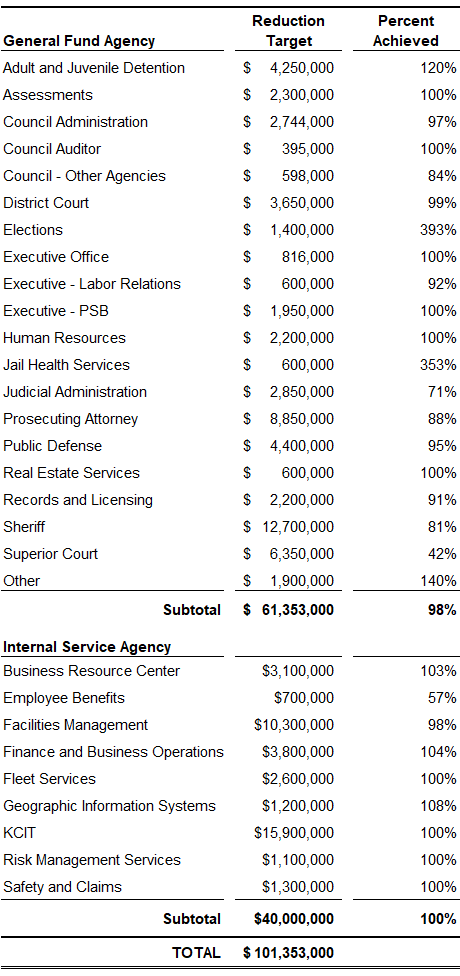 Reduction Percent
General Fund Agency Target Achieved
Adult and Juvenile Detention $ 4,250,000 120%
Assessments $ 2,300,000 100%
Council Administration $ 2,744,000 97%
Council Auditor $ 395,000 100%
Council - Other Agencies $ 598,000 84%
District Court $ 3,650,000 99%
Elections $ 1,400,000 393%
Executive Office $ 816,000 100%
Executive - Labor Relations $ 600,000 92%
Executive - PSB $ 1,950,000 100%
Human Resources $ 2,200,000 100%
Jail Health Services $ 600,000 353%
Judicial Administration $ 2,850,000 71%
Prosecuting Attorney $ 8,850,000 88%
Public Defense $ 4,400,000 95%
Real Estate Services $ 600,000 100%
Records and Licensing $ 2,200,000 91%
Sheriff $ 12,700,000 81%
Superior Court $ 6,350,000 42%
Other $ 1,900,000 140%
Subtotal $ 61,353,000 98%
Internal Service Agency
Business Resource Center $3,100,000 103%
Employee Benefits $700,000 57%
Facilities Management $10,300,000 98%
Finance and Business Operations $3,800,000 104%
Fleet Services $2,600,000 100%
Geographic Information Systems $1,200,000 108%
KCIT $15,900,000 100%
Risk Management Services $1,100,000 100%
Safety and Claims $1,300,000 100%
Subtotal $40,000,000 100%
TOTAL $ 101,353,000